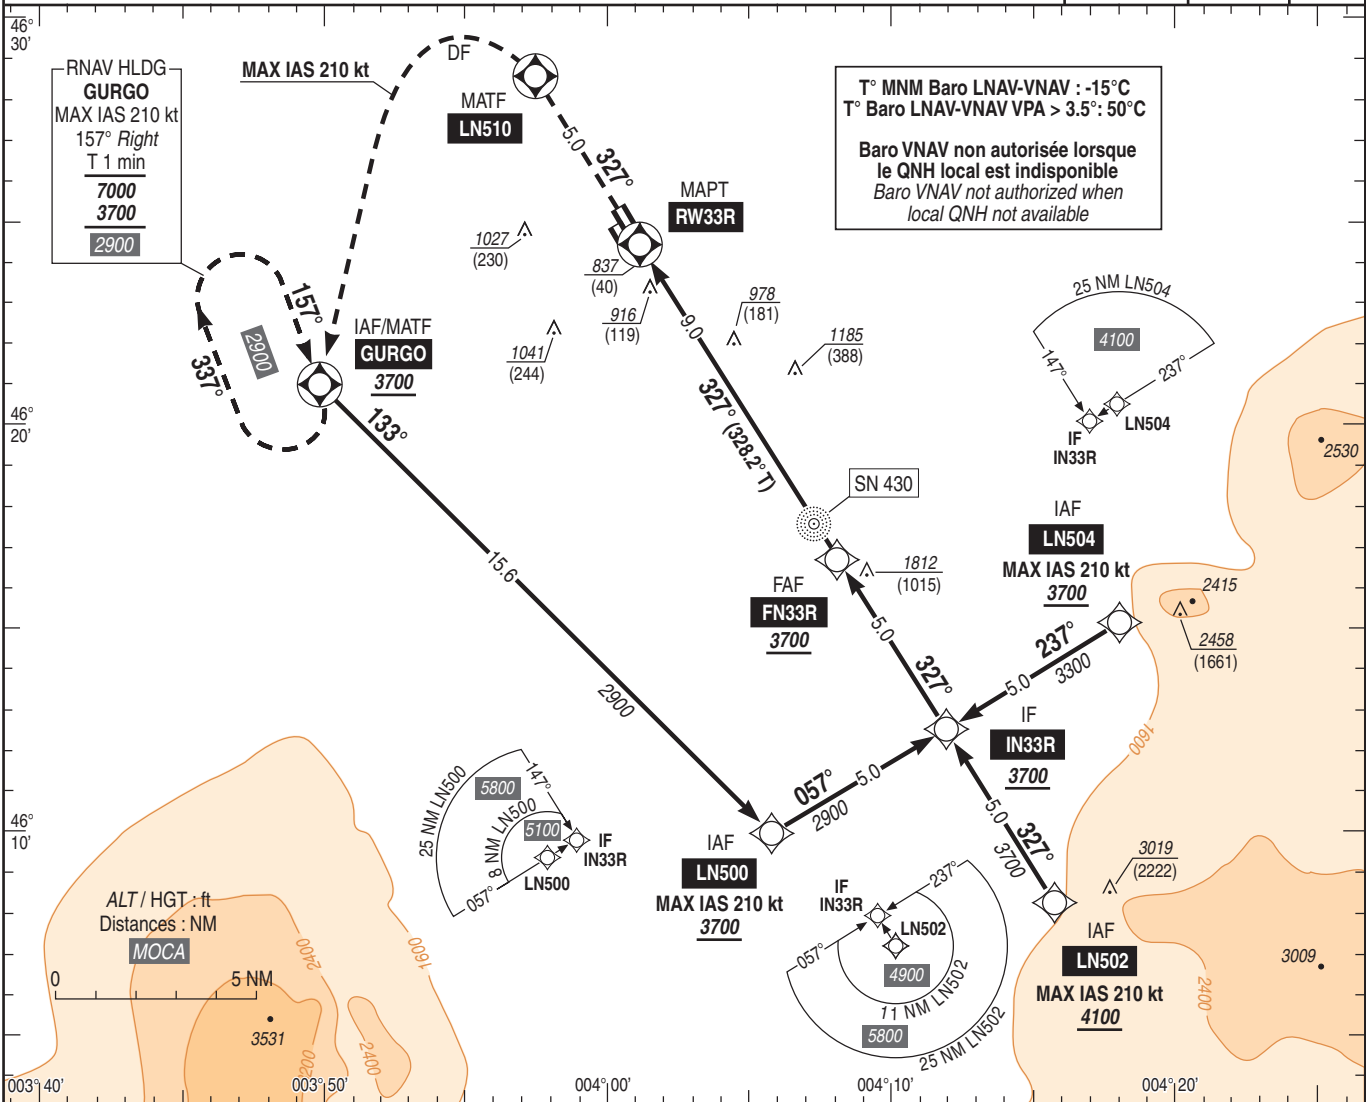 46°
30'
RNAV HLDG
GURGO
MAX IAS 210 kt
157° Right
T 1 min
7000
3700
2900
MAX IAS 210 kt
DF
MATF
LN510
5.0
327°
MAPT
RW33R
T° MNM Baro LNAV-VNAV : -15°C
T° Baro LNAV-VNAV VPA > 3.5°: 50°C
Baro VNAV non autorisée lorsque
le QNH local est indisponible
Baro VNAV not authorized when
local QNH not available
1027
(230)
837
(40)
916
(119)
978
(181)
1185
(388)
1041
(244)
157°
2900
337°
IAF/MATF
GURGO
3700
9.0
327°
(328.2° T)
25 NM LN504
4100
147°
237°
LN504
IF
IN33R
46°
20'
133°
2530
SN 430
IAF
LN504
MAX IAS 210 kt
3700
15.6
1812
(1015)
FAF
FN33R
3700
2415
2458
(1661)
5.0
237°
5.0
3300
327°
2900
IF
IN33R
3700
1600
25 NM LN500
5800
147°
8 NM LN500
5100
IF
IN33R
LN500
057°
057°
5.0
2900
5.0
327°
3700
46°
10'
IAF
LN500
MAX IAS 210 kt
3700
3019
(2222)
IF
IN33R
237°
LN502
057°
4900
11 NM LN502
5800
25 NM LN502
IAF
LN502
MAX IAS 210 kt
4100
3009
2400
ALT / HGT : ft
Distances : NM
MOCA
0 5 NM
2400
1600
3531
2400
003° 40'
003° 50'
004° 00'
004° 10'
004° 20'